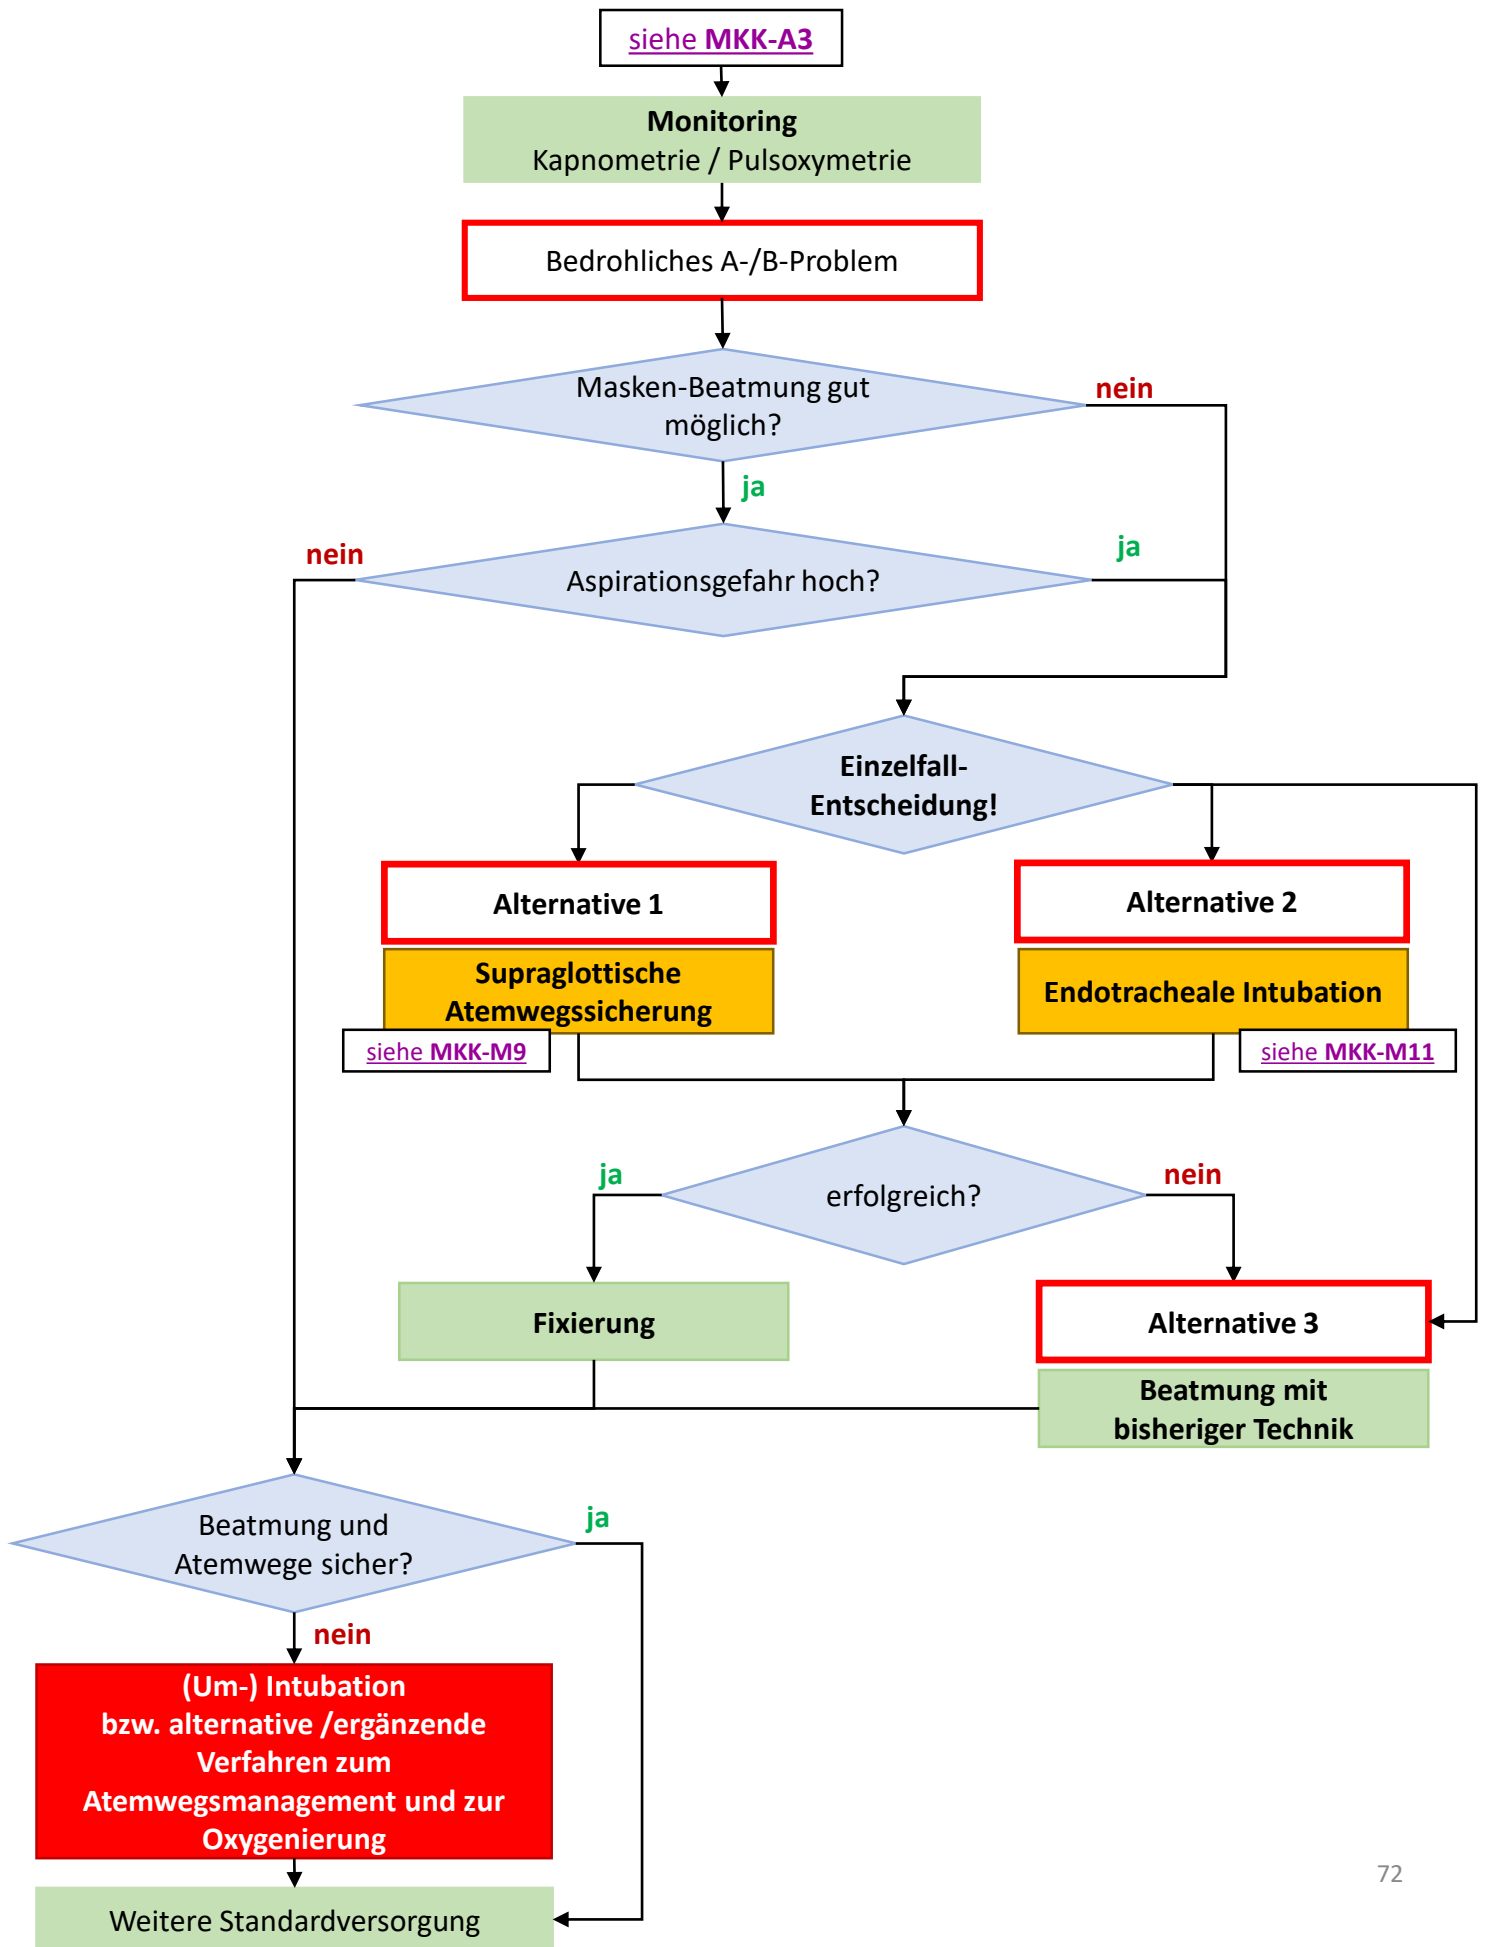 siehe MKK-A3
Monitoring
Kapnometrie / Pulsoxymetrie
Bedrohliches A-/B-Problem
Masken-Beatmung gut
möglich?
nein
ja
nein
Aspirationsgefahr hoch?
ja
Einzelfall-
Entscheidung!
Alternative 1
Supraglottische
Atemwegssicherung
siehe MKK-M9
Alternative 2
Endotracheale Intubation
siehe MKK-M11
ja
erfolgreich?
nein
Fixierung
Alternative 3
Beatmung mit
bisheriger Technik
Beatmung und
Atemwege sicher?
ja
nein
(Um-) Intubation
bzw. alternative /ergänzende
Verfahren zum
Atemwegsmanagement und zur
Oxygenierung
Weitere Standardversorgung
72